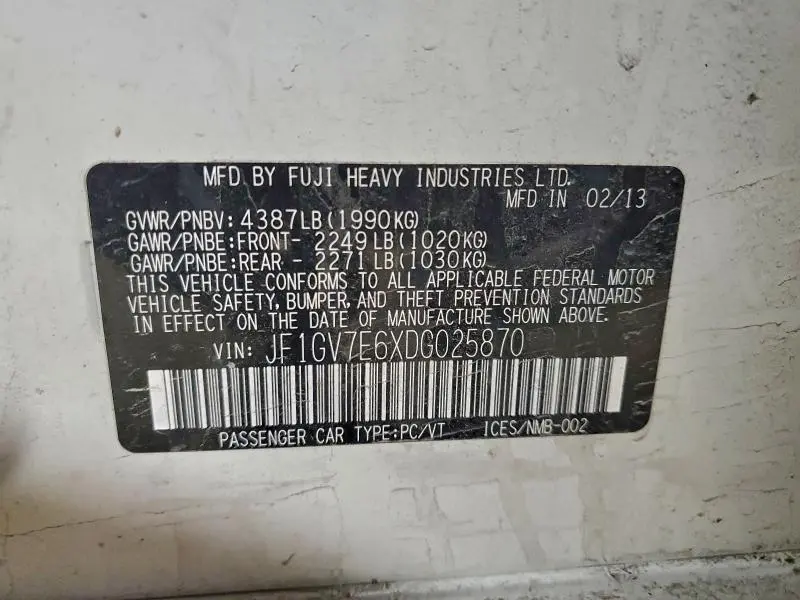 MFD BY FUJI HEAVY INDUSTRIES LTD.
MFD IN 02/13
GVWR/PNBV: 4387LB(1990KG)
GAWR/PNBE:FRONT- 2249LB(1020KG)
GAWR/PNBE:REAR - 2271LB(1030KG)
THIS VEHICLE CONFORMS TO ALL APPLICABLE FEDERAL MOTOR
VEHICLE SAFETY, BUMPER, AND THEFT PREVENTION STANDARDS
IN EFFECT ON THE DATE OF MANUFACTURE SHOWN ABOVE.
VIN: JF1GV7E6XDG025870
PASSENGER CAR TYPE:PC/VT ICES/NMB-002